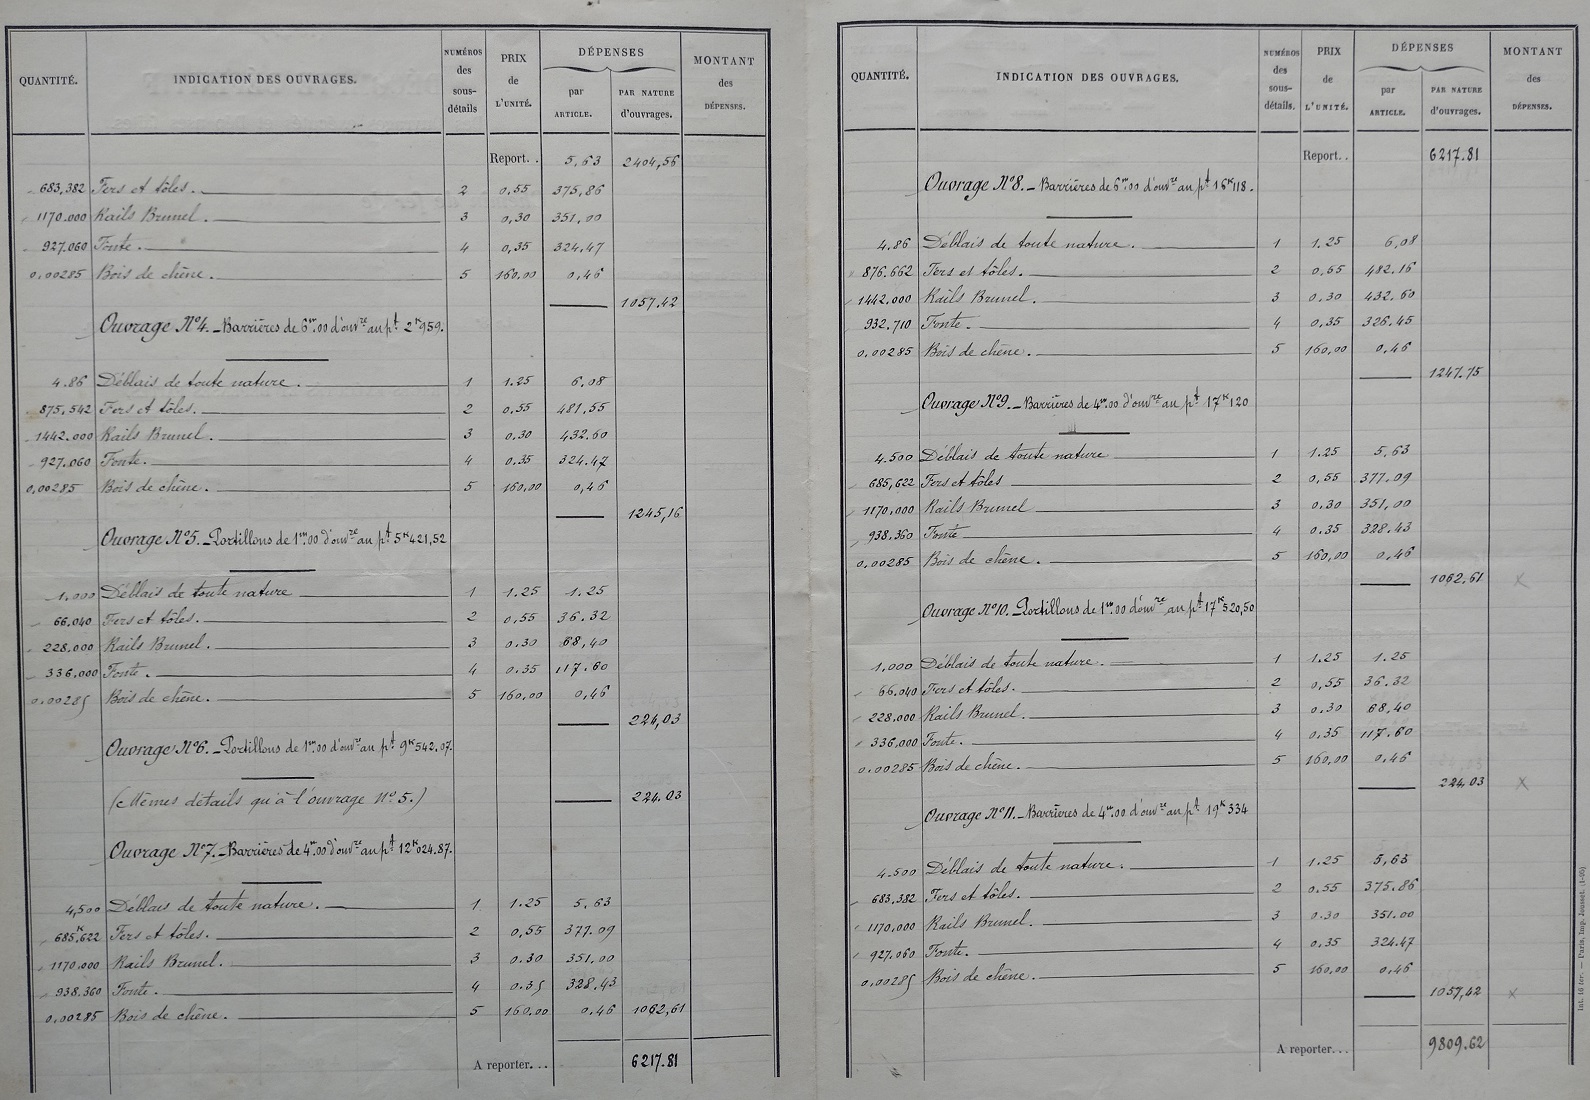 QUANTITÉ. INDICATION DES OUVRAGES. NUMÉROS des sous-détails PRIX de L'UNITÉ. DÉPENSES par ARTICLE. PAR NATURE d'ouvrages. MONTANT des DÉPENSES.
Report. . 5,63 2404,56
683,382 Fers et tôles. 2 0,55 375,86
1170.000 Rails Brunel. 3 0,30 351,00
927.060 Fonte. 4 0,35 324,47
0,00285 Bois de chêne. 5 160,00 0,46
1057.42
Ouvrage N°4. _ Barrières de 6m.00 d'ouvre au pt 2K959.
4.86 Déblais de toute nature. 1 1.25 6,08
875,542 Fers et tôles. 2 0,55 481,55
1442.000 Rails Brunel. 3 0.30 432.60
927.060 Fonte. 4 0.35 324.47
0,00285 Bois de chêne. 5 160,00 0,46
1245,16
Ouvrage N°5. _ Portillons de 1m.00 d'ouvre au pt 5K421,52
1,000 Déblais de toute nature 1 1.25 1.25
66.040 Fers et tôles. 2 0,55 36.32
228,000 Rails Brunel. 3 0.30 68,40
336,000 Fonte. 4 0.35 117.60
0.00285 Bois de chêne. 5 160,00 0,46
224,03
Ouvrage N°6. _ Portillons de 1m.00 d'ouvre au pt 9K542.07.
(Mêmes détails qu'à l'ouvrage N°5.) 224.03
Ouvrage N°7. _ Barrières de 4m.00 d'ouvre au pt 12K024.87.
4,500 Déblais de toute nature. 1 1.25 5,63
685K,622 Fers et tôles. 2 0,55 377.09
1170.000 Rails Brunel. 3 0.30 351,00
938.360 Fonte. 4 0.35 328.43
0,00285 Bois de chêne. 5 160.00 0.46 1062,61
A reporter. . . 6217.81
QUANTITÉ. INDICATION DES OUVRAGES. NUMÉROS des sous-détails. PRIX de L'UNITÉ. DÉPENSES par ARTICLE. PAR NATURE d'ouvrages. MONTANT des DÉPENSES.
Report. . 6217.81
Ouvrage N°8. _ Barrières de 6m.00 d'ouvre au pt 16K118.
4.86 Déblais de toute nature. 1 1.25 6,08
876.662 Fers et tôles. 2 0,55 482.16
1442.000 Rails Brunel. 3 0.30 432.60
932.710 Fonte. 4 0,35 326.45
0,00285 Bois de chêne. 5 160,00 0.46
1247.75
Ouvrage N°9. _ Barrières de 4m.00 d'ouvre au pt 17K120
4.500 Déblais de toute nature 1 1.25 5,63
685,622 Fers et tôles 2 0,55 377.09
1170,000 Rails Brunel 3 0,30 351,00
938,360 Fonte 4 0.35 328.43
0,00285 Bois de chêne. 5 160,00 0,46
1062,61 X
Ouvrage N°10. _ Portillons de 1m.00 d'ouvre au pt 17K520,50
1,000 Déblais de toute nature. 1 1.25 1.25
66.040 Fers et tôles. 2 0,55 36.32
228,000 Rails Brunel. 3 0.30 68,40
336,000 Fonte. 4 0.35 117.60
0.00285 Bois de chêne. 5 160,00 0.46
224,03 X
Ouvrage N°11. _ Barrières de 4m.00 d'ouvre au pt 19K334
4.500 Déblais de toute nature. 1 1.25 5,63
683,382 Fers et tôles. 2 0.55 375.86
1170,000 Rails Brunel. 3 0.30 351.00
927,060 Fonte. 4 0,35 324.47
0,00285 Bois de chêne. 5 160.00 0,46
1057,42 X
A reporter. . . 9809.62
Int. 16 fer. — Paris, Imp. Jousset. (1-05)